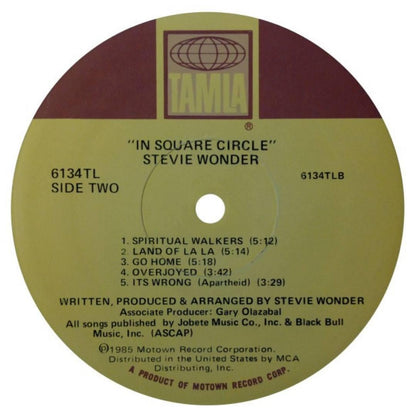 TAMLA
®
"IN SQUARE CIRCLE"
STEVIE WONDER
6134TL
SIDE TWO
6134TLB
1. SPIRITUAL WALKERS (5:12)
2. LAND OF LA LA (5:14)
3. GO HOME (5:18)
4. OVERJOYED (3:42)
5. ITS WRONG (Apartheid) (3:29)
WRITTEN, PRODUCED & ARRANGED BY STEVIE WONDER
Associate Producer: Gary Olazabal
All songs published by Jobete Music Co., Inc. & Black Bull
Music, Inc. (ASCAP)
℗1985 Motown Record Corporation.
Distributed in the United States by MCA
Distributing, Inc.
A PRODUCT OF MOTOWN RECORD CORP.